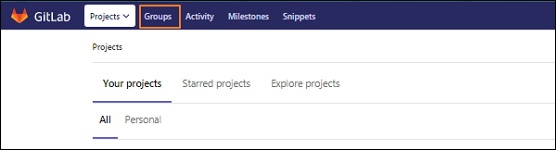 GitLab Projects Groups Activity Milestones Snippets
Projects
Your projects Starred projects Explore projects
All Personal